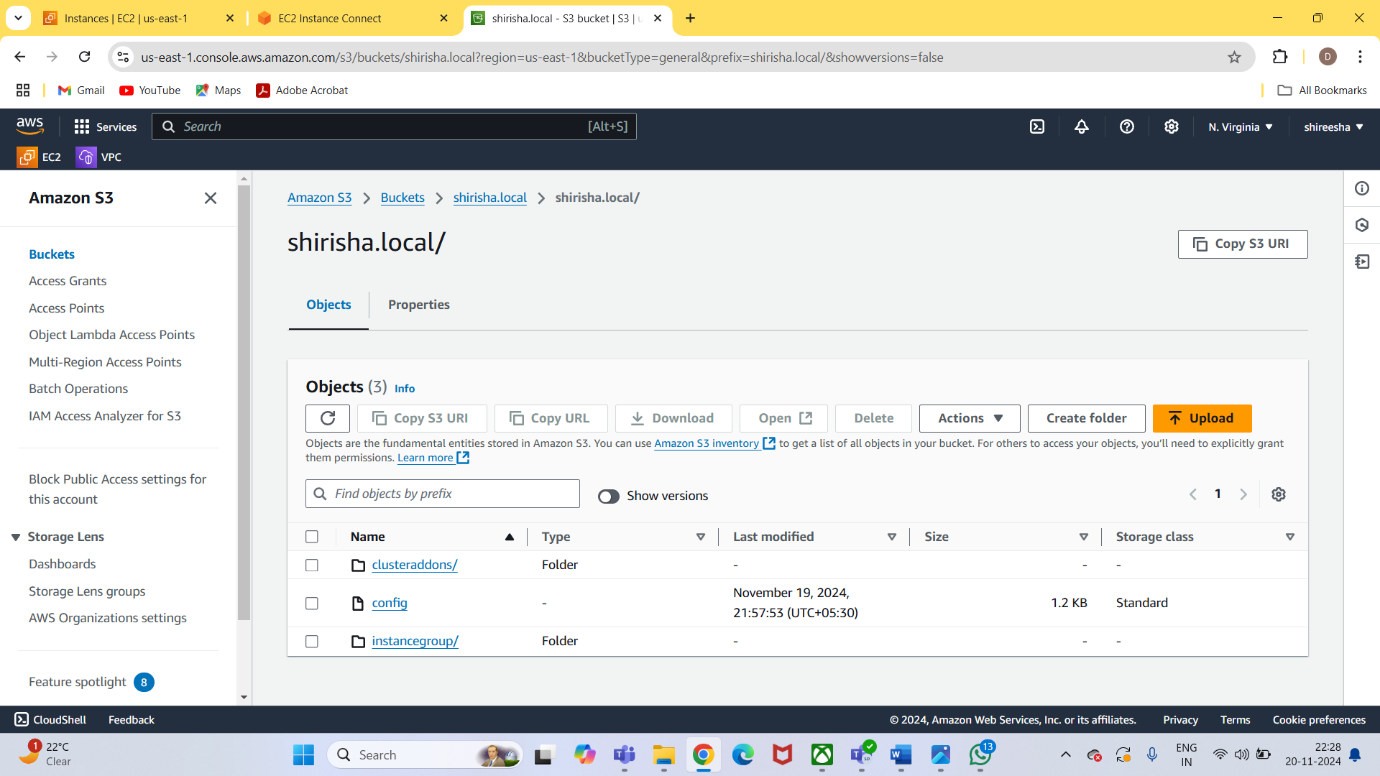 Instances | EC2 | us-east-1
EC2 Instance Connect
shirisha.local - S3 bucket | S3 | u
us-east-1.console.aws.amazon.com/s3/buckets/shirisha.local?region=us-east-1&bucketType=general&prefix=shirisha.local/&showversions=false
D
Gmail
YouTube
Maps
Adobe Acrobat
All Bookmarks
aws
Services
Search
[Alt+S]
N. Virginia
shireesha
EC2
VPC
Amazon S3
Buckets
Access Grants
Access Points
Object Lambda Access Points
Multi-Region Access Points
Batch Operations
IAM Access Analyzer for S3
Block Public Access settings for
this account
Storage Lens
Dashboards
Storage Lens groups
AWS Organizations settings
Feature spotlight 8
Amazon S3 > Buckets > shirisha.local > shirisha.local/
shirisha.local/
Copy S3 URI
Objects
Properties
Objects (3) Info
Copy S3 URI
Copy URL
Download
Open
Delete
Actions
Create folder
Upload
Objects are the fundamental entities stored in Amazon S3. You can use Amazon S3 inventory to get a list of all objects in your bucket. For others to access your objects, you'll need to explicitly grant
them permissions. Learn more
Find objects by prefix
Show versions
1
Name Type Last modified Size Storage class
clusteraddons/ Folder - - -
config - November 19, 2024, 21:57:53 (UTC+05:30) 1.2 KB Standard
instancegroup/ Folder - - -
CloudShell
Feedback
© 2024, Amazon Web Services, Inc. or its affiliates.
Privacy
Terms
Cookie preferences
1
22°C
Clear
Search
13
ENG
IN
22:28
20-11-2024